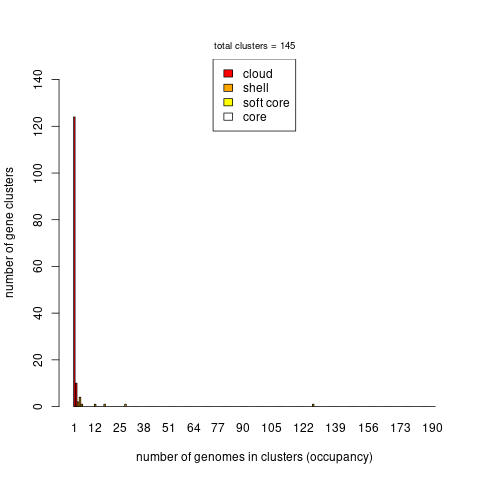 total clusters = 145
cloud
shell
soft core
core
number of gene clusters
0 20 40 60 80 100 120 140
1 12 25 38 51 64 77 90 105 122 139 156 173 190
number of genomes in clusters (occupancy)